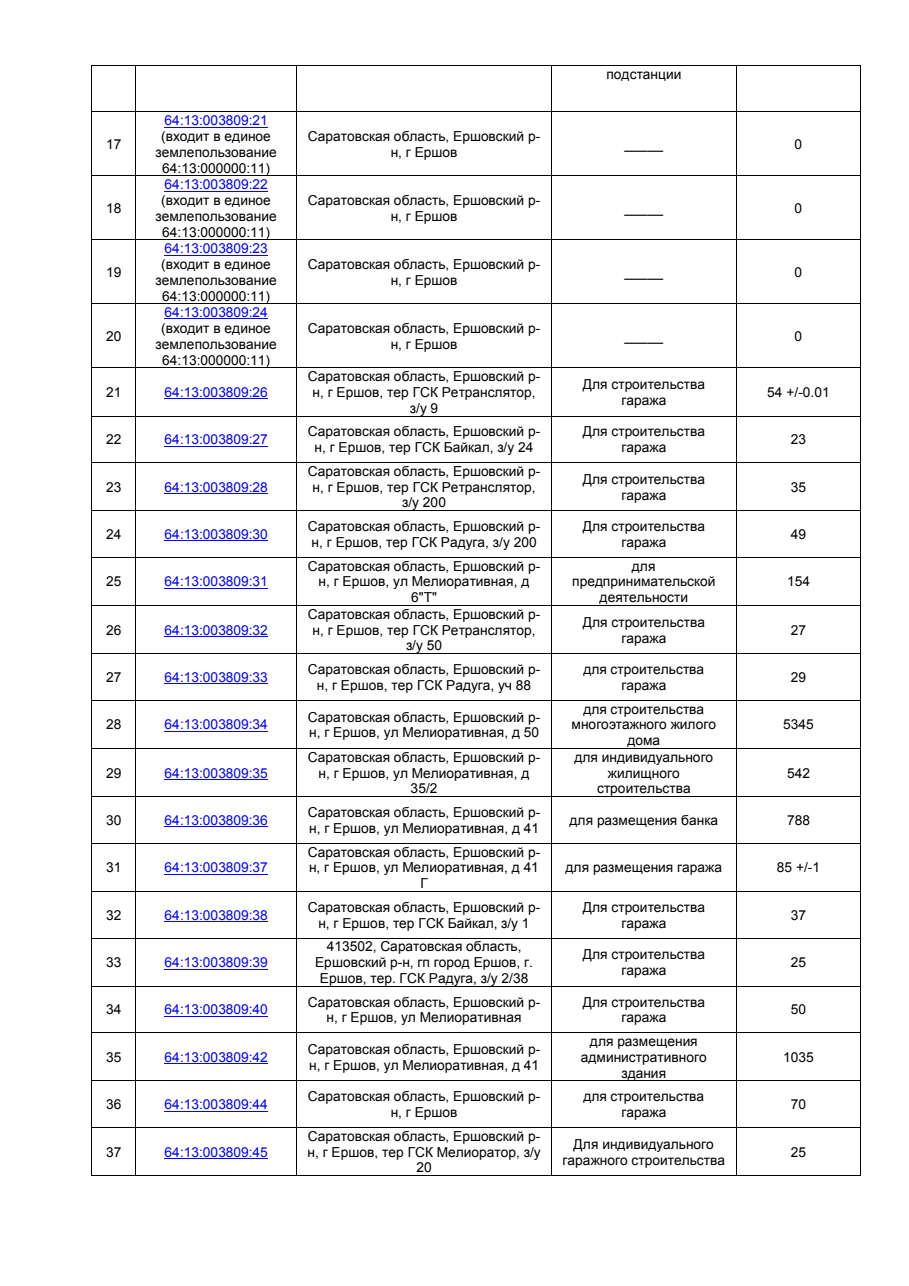 подстанции
17
64:13:003809:21
(входит в единое
землепользование
64:13:000000:11)
Саратовская область, Ершовский р-
н, г Ершов
_____
0
18
64:13:003809:22
(входит в единое
землепользование
64:13:000000:11)
Саратовская область, Ершовский р-
н, г Ершов
_____
0
19
64:13:003809:23
(входит в единое
землепользование
64:13:000000:11)
Саратовская область, Ершовский р-
н, г Ершов
_____
0
20
64:13:003809:24
(входит в единое
землепользование
64:13:000000:11)
Саратовская область, Ершовский р-
н, г Ершов
_____
0
21
64:13:003809:26
Саратовская область, Ершовский р-
н, г Ершов, тер ГСК Ретранслятор,
з/у 9
Для строительства
гаража
54 +/-0.01
22
64:13:003809:27
Саратовская область, Ершовский р-
н, г Ершов, тер ГСК Байкал, з/у 24
Для строительства
гаража
23
23
64:13:003809:28
Саратовская область, Ершовский р-
н, г Ершов, тер ГСК Ретранслятор,
з/у 200
Для строительства
гаража
35
24
64:13:003809:30
Саратовская область, Ершовский р-
н, г Ершов, тер ГСК Радуга, з/у 200
Для строительства
гаража
49
25
64:13:003809:31
Саратовская область, Ершовский р-
н, г Ершов, ул Мелиоративная, д
6"Т"
для
предпринимательской
деятельности
154
26
64:13:003809:32
Саратовская область, Ершовский р-
н, г Ершов, тер ГСК Ретранслятор,
з/у 50
Для строительства
гаража
27
27
64:13:003809:33
Саратовская область, Ершовский р-
н, г Ершов, тер ГСК Радуга, уч 88
для строительства
гаража
29
28
64:13:003809:34
Саратовская область, Ершовский р-
н, г Ершов, ул Мелиоративная, д 50
для строительства
многоэтажного жилого
дома
5345
29
64:13:003809:35
Саратовская область, Ершовский р-
н, г Ершов, ул Мелиоративная, д
35/2
для индивидуального
жилищного
строительства
542
30
64:13:003809:36
Саратовская область, Ершовский р-
н, г Ершов, ул Мелиоративная, д 41
для размещения банка
788
31
64:13:003809:37
Саратовская область, Ершовский р-
н, г Ершов, ул Мелиоративная, д 41
Г
для размещения гаража
85 +/-1
32
64:13:003809:38
Саратовская область, Ершовский р-
н, г Ершов, тер ГСК Байкал, з/у 1
Для строительства
гаража
37
33
64:13:003809:39
413502, Саратовская область,
Ершовский р-н, гп город Ершов, г.
Ершов, тер. ГСК Радуга, з/у 2/38
Для строительства
гаража
25
34
64:13:003809:40
Саратовская область, Ершовский р-
н, г Ершов, ул Мелиоративная
Для строительства
гаража
50
35
64:13:003809:42
Саратовская область, Ершовский р-
н, г Ершов, ул Мелиоративная, д 41
для размещения
административного
здания
1035
36
64:13:003809:44
Саратовская область, Ершовский р-
н, г Ершов
для строительства
гаража
70
37
64:13:003809:45
Саратовская область, Ершовский р-
н, г Ершов, тер ГСК Мелиоратор, з/у
20
Для индивидуального
гаражного строительства
25